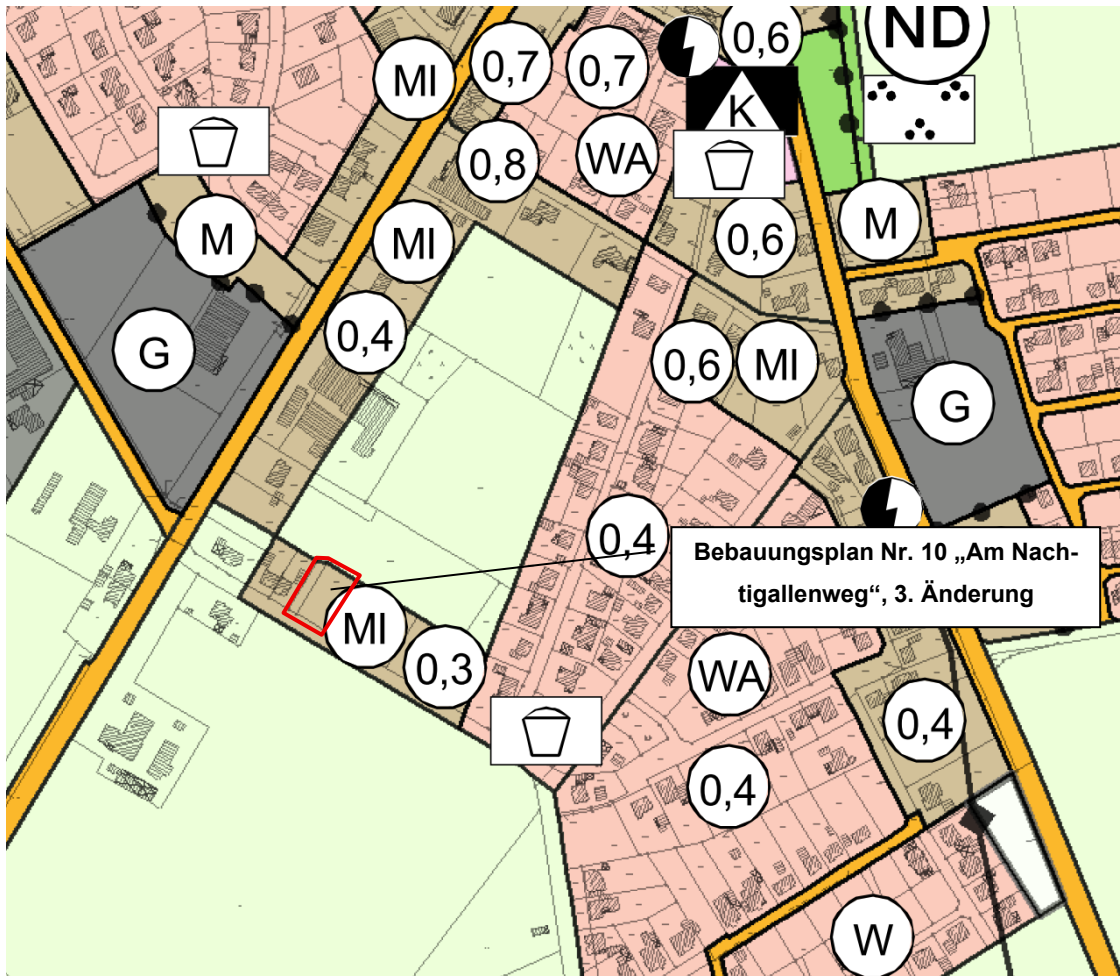 ND
0,6
MI
0,7
0,7
K
0,8
WA
M
MI
0,6
M
G
0,4
0,6
MI
G
0,4
Bebauungsplan Nr. 10 „Am Nach-
tigallenweg“, 3. Änderung
MI
0,3
WA
0,4
0,4
W